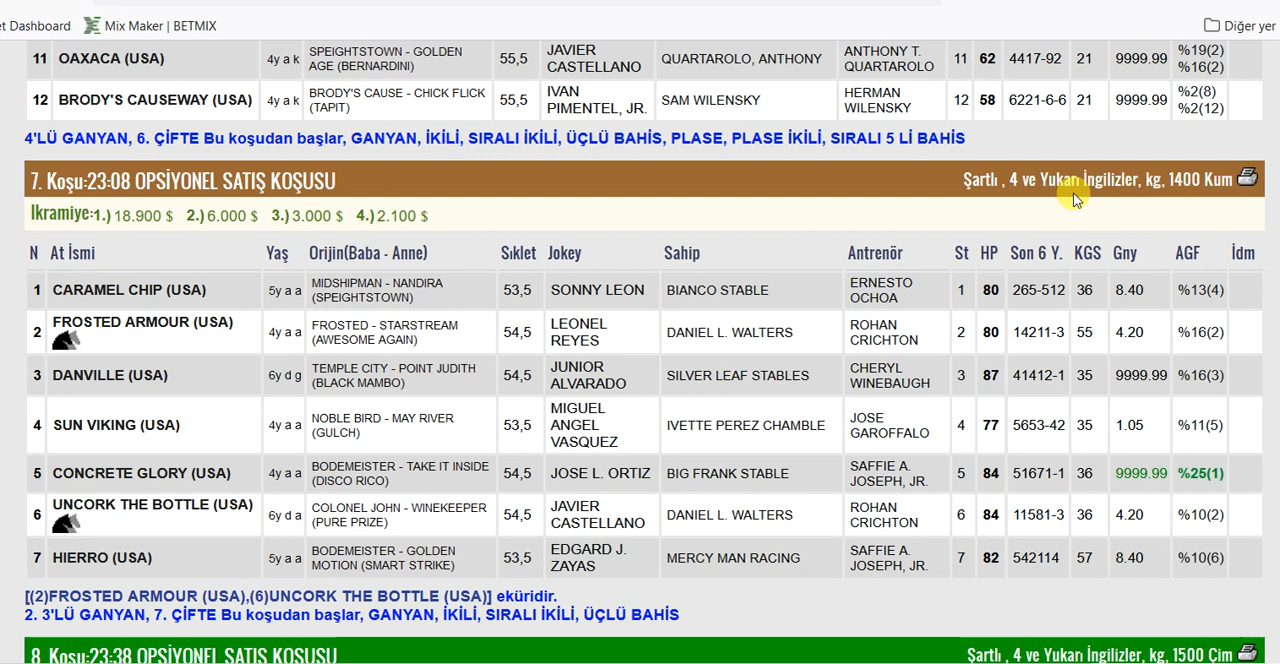 et Dashboard Mix Maker | BETMIX Diğer yer
11 OAXACA (USA) 4y a k SPEIGHTSTOWN - GOLDEN AGE (BERNARDINI) 55,5 JAVIER CASTELLANO QUARTAROLO, ANTHONY ANTHONY T. QUARTAROLO 11 62 4417-92 21 9999.99 %19(2) %16(2)
12 BRODY'S CAUSEWAY (USA) 4y a k BRODY'S CAUSE - CHICK FLICK (TAPIT) 55,5 IVAN PIMENTEL, JR. SAM WILENSKY HERMAN WILENSKY 12 58 6221-6-6 21 9999.99 %2(8) %2(12)
4'LÜ GANYAN, 6. ÇİFTE Bu koşudan başlar, GANYAN, İKİLİ, SIRALI İKİLİ, ÜÇLÜ BAHİS, PLASE, PLASE İKİLİ, SIRALI 5 Lİ BAHİS
7. Koşu:23:08 OPSİYONEL SATIŞ KOŞUSU Şartlı , 4 ve Yukarı İngilizler, kg, 1400 Kum
İkramiye:1.) 18.900 $ 2.) 6.000 $ 3.) 3.000 $ 4.) 2.100 $
N At İsmi Yaş Orijin(Baba - Anne) Sıklet Jokey Sahip Antrenör St HP Son 6 Y. KGS Gny AGF İdm
1 CARAMEL CHIP (USA) 5y a a MIDSHIPMAN - NANDIRA (SPEIGHTSTOWN) 53,5 SONNY LEON BIANCO STABLE ERNESTO OCHOA 1 80 265-512 36 8.40 %13(4)
2 FROSTED ARMOUR (USA) 4y a a FROSTED - STARSTREAM (AWESOME AGAIN) 54,5 LEONEL REYES DANIEL L. WALTERS ROHAN CRICHTON 2 80 14211-3 55 4.20 %16(2)
3 DANVILLE (USA) 6y d g TEMPLE CITY - POINT JUDITH (BLACK MAMBO) 54,5 JUNIOR ALVARADO SILVER LEAF STABLES CHERYL WINEBAUGH 3 87 41412-1 35 9999.99 %16(3)
4 SUN VIKING (USA) 4y a a NOBLE BIRD - MAY RIVER (GULCH) 53,5 MIGUEL ANGEL VASQUEZ IVETTE PEREZ CHAMBLE JOSE GAROFFALO 4 77 5653-42 35 1.05 %11(5)
5 CONCRETE GLORY (USA) 4y a a BODEMEISTER - TAKE IT INSIDE (DISCO RICO) 54,5 JOSE L. ORTIZ BIG FRANK STABLE SAFFIE A. JOSEPH, JR. 5 84 51671-1 36 9999.99 %25(1)
6 UNCORK THE BOTTLE (USA) 6y d a COLONEL JOHN - WINEKEEPER (PURE PRIZE) 54,5 JAVIER CASTELLANO DANIEL L. WALTERS ROHAN CRICHTON 6 84 11581-3 36 4.20 %10(2)
7 HIERRO (USA) 5y a a BODEMEISTER - GOLDEN MOTION (SMART STRIKE) 53,5 EDGARD J. ZAYAS MERCY MAN RACING SAFFIE A. JOSEPH, JR. 7 82 542114 57 8.40 %10(6)
[(2)FROSTED ARMOUR (USA),(6)UNCORK THE BOTTLE (USA)] eküridir.
2. 3'LÜ GANYAN, 7. ÇİFTE Bu koşudan başlar, GANYAN, İKİLİ, SIRALI İKİLİ, ÜÇLÜ BAHİS
8. Koşu:23:38 OPSİYONEL SATIŞ KOŞUSU Şartlı , 4 ve Yukarı İngilizler, kg, 1500 Çim